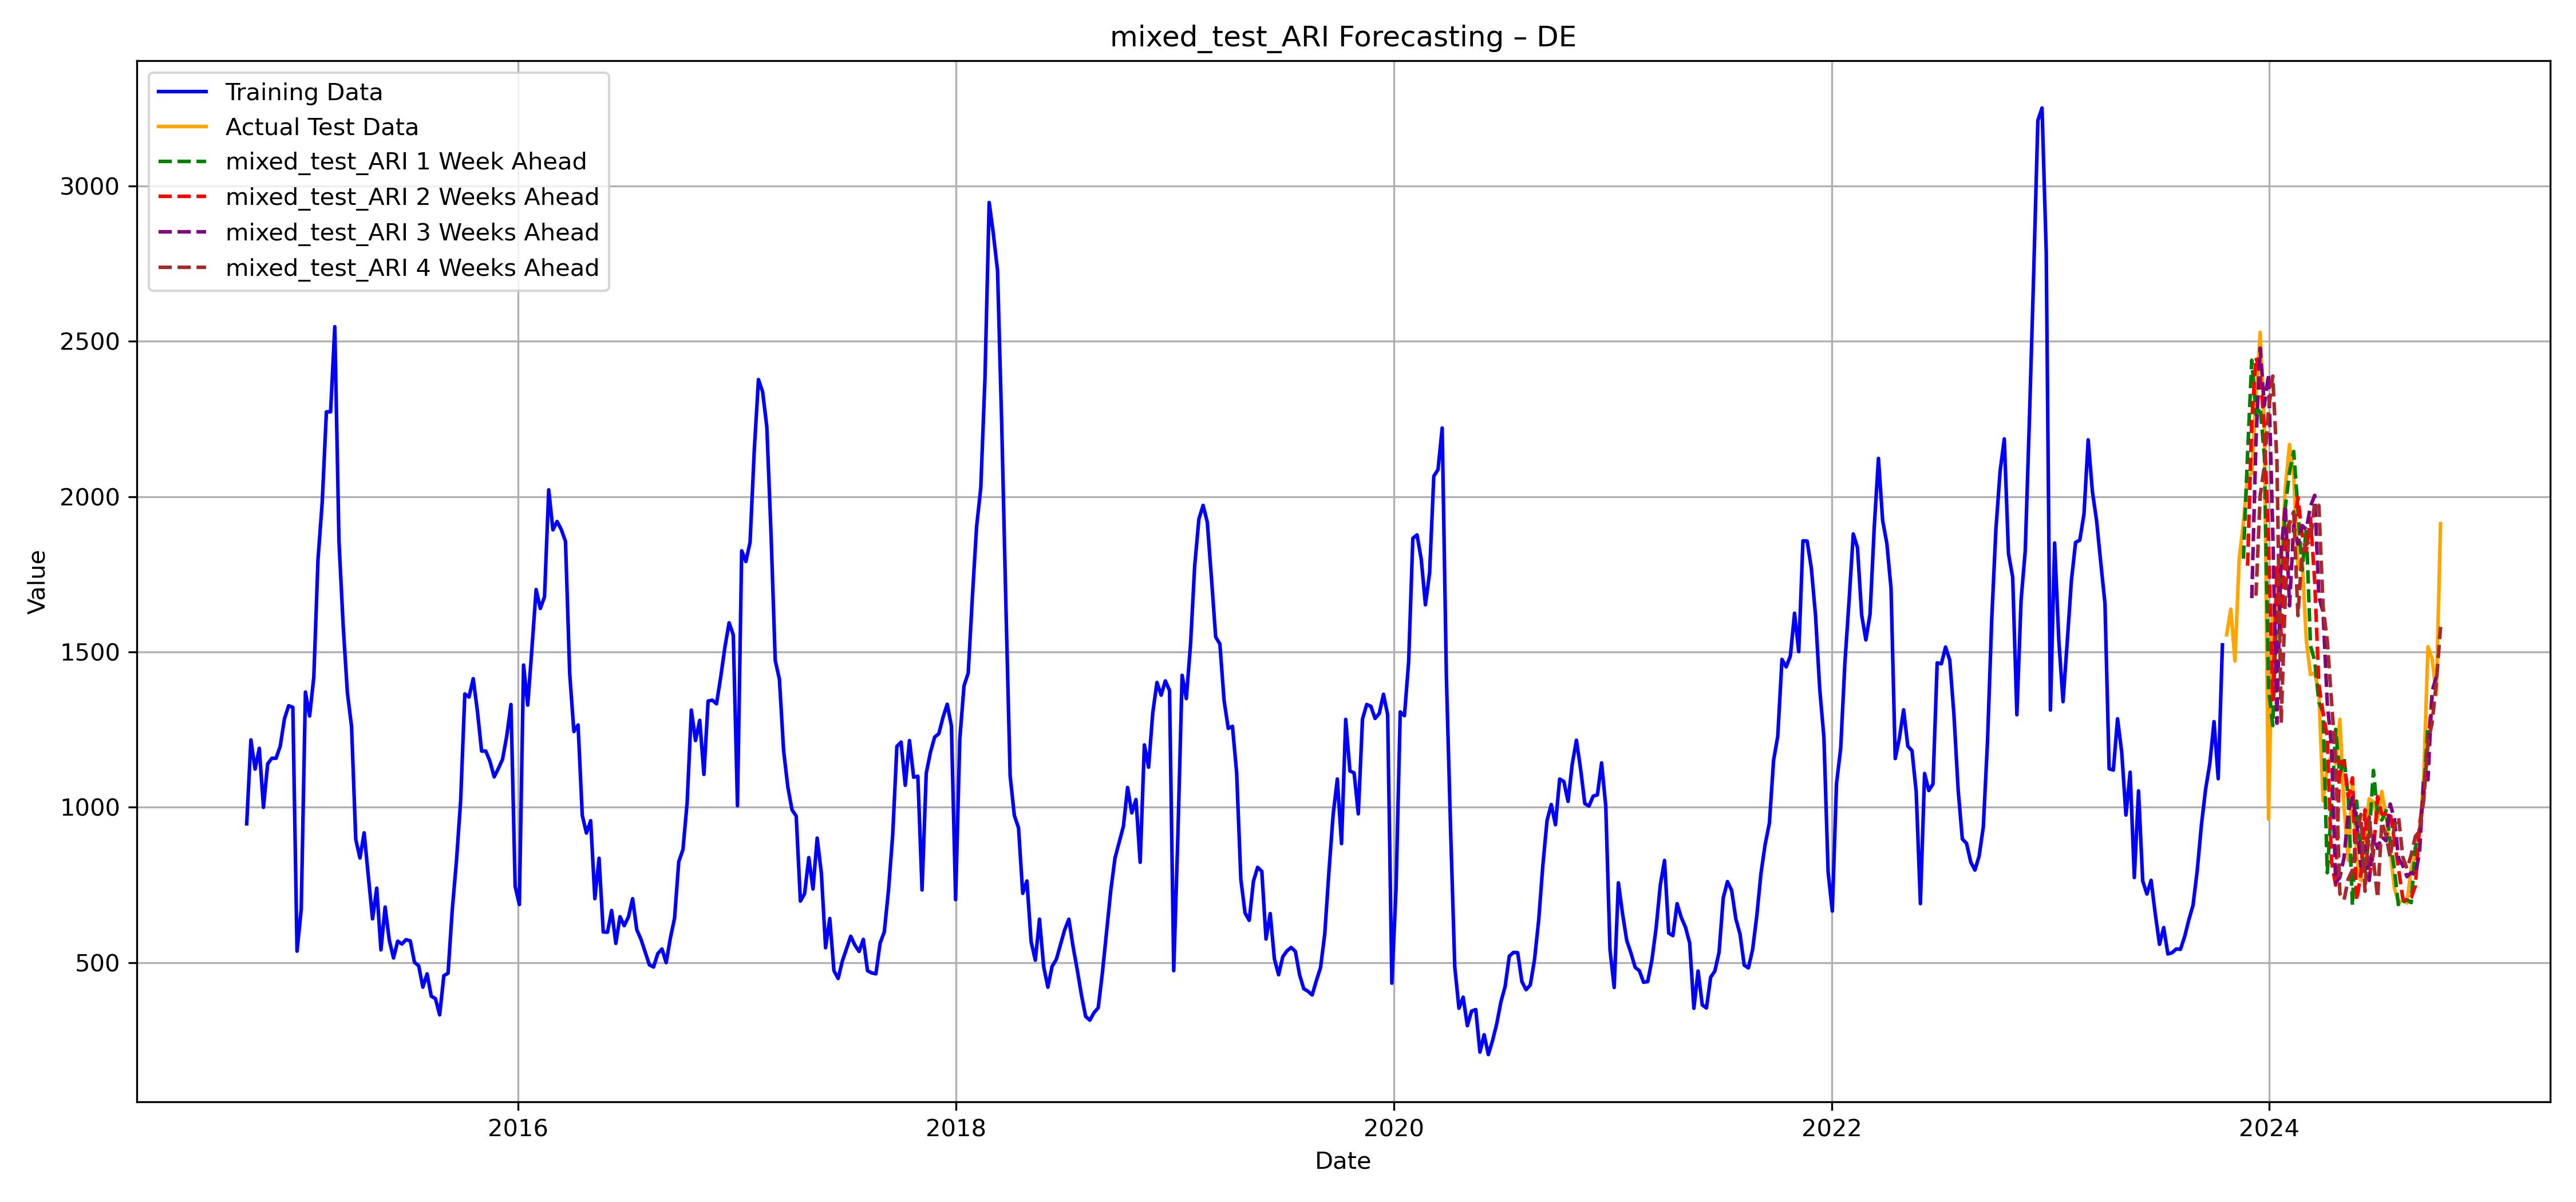 mixed_test_ARI Forecasting – DE
Training Data
Actual Test Data
mixed_test_ARI 1 Week Ahead
mixed_test_ARI 2 Weeks Ahead
mixed_test_ARI 3 Weeks Ahead
mixed_test_ARI 4 Weeks Ahead
3000
2500
2000
1500
1000
500
Value
2016
2018
2020
2022
2024
Date